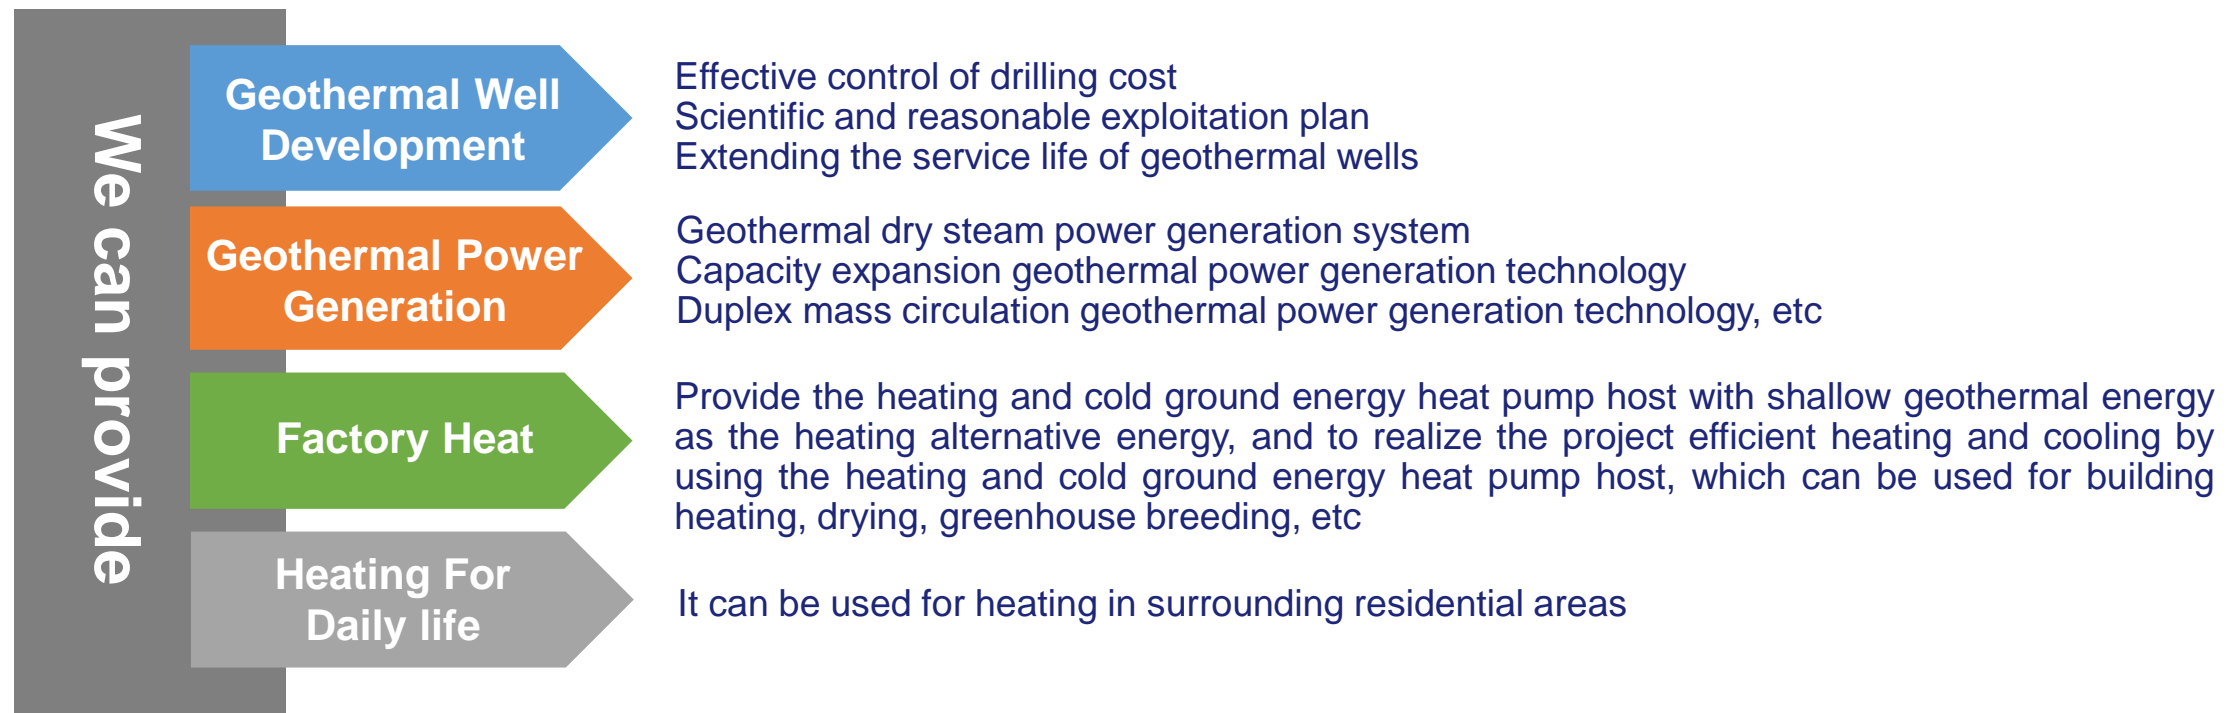 We can provide
Geothermal Well
Development
Effective control of drilling cost
Scientific and reasonable exploitation plan
Extending the service life of geothermal wells
Geothermal Power
Generation
Geothermal dry steam power generation system
Capacity expansion geothermal power generation technology
Duplex mass circulation geothermal power generation technology, etc
Factory Heat
Provide the heating and cold ground energy heat pump host with shallow geothermal energy
as the heating alternative energy, and to realize the project efficient heating and cooling by
using the heating and cold ground energy heat pump host, which can be used for building
heating, drying, greenhouse breeding, etc
Heating For
Daily life
It can be used for heating in surrounding residential areas